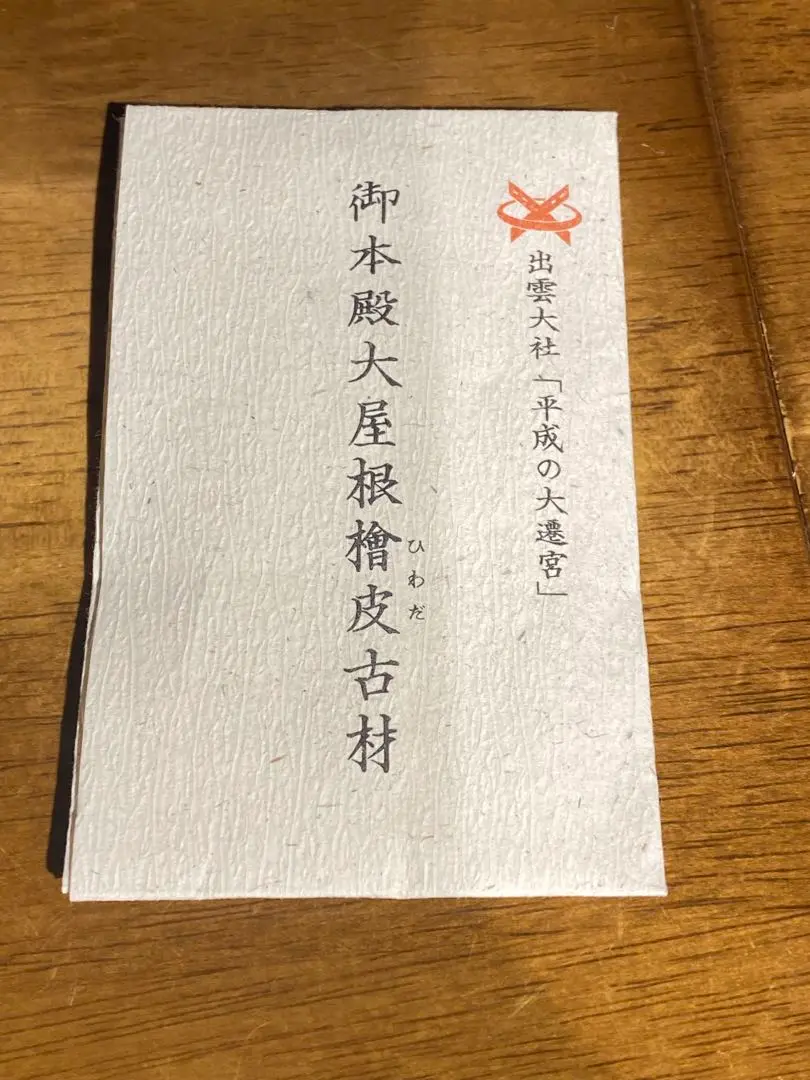 出雲大社「平成の大遷宮」
御本殿大屋根檜皮古材
ひわだ